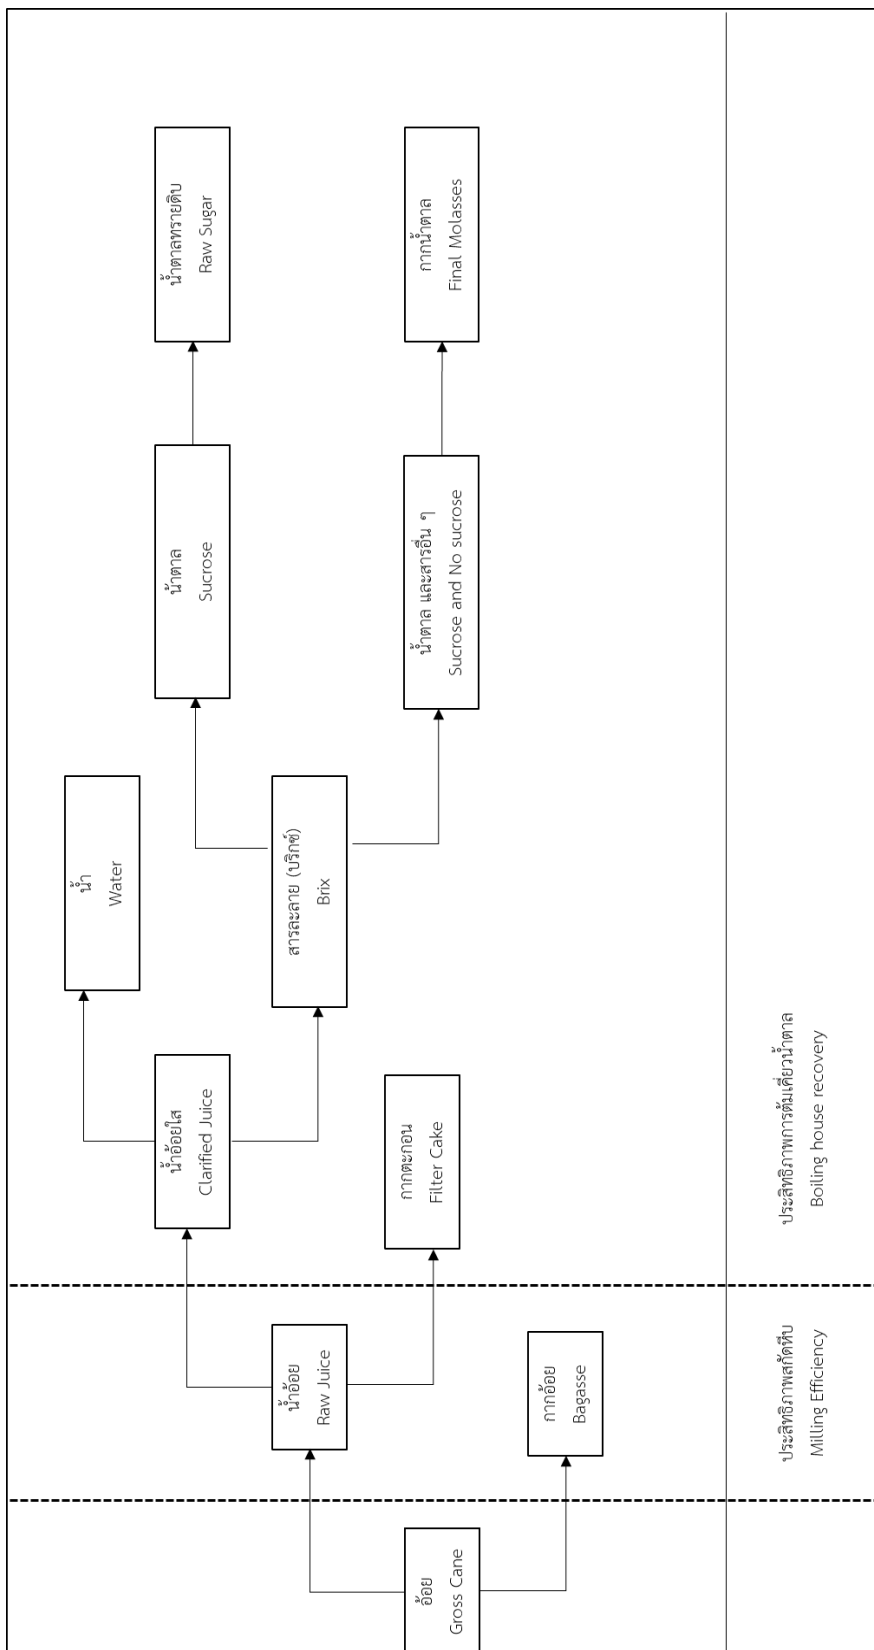 อ้อย
Gross Cane
น้ำอ้อย
Raw Juice
กากอ้อย
Bagasse
น้ำอ้อยใส
Clarified Juice
กากตะกอน
Filter Cake
น้ำ
Water
สารละลาย (บริกซ์)
Brix
น้ำตาล
Sucrose
น้ำตาล และสารอื่น ๆ
Sucrose and No sucrose
น้ำตาลทรายดิบ
Raw Sugar
กากน้ำตาล
Final Molasses
ประสิทธิภาพสกัดหีบ
Milling Efficiency
ประสิทธิภาพการต้มเคี่ยวน้ำตาล
Boiling house recovery